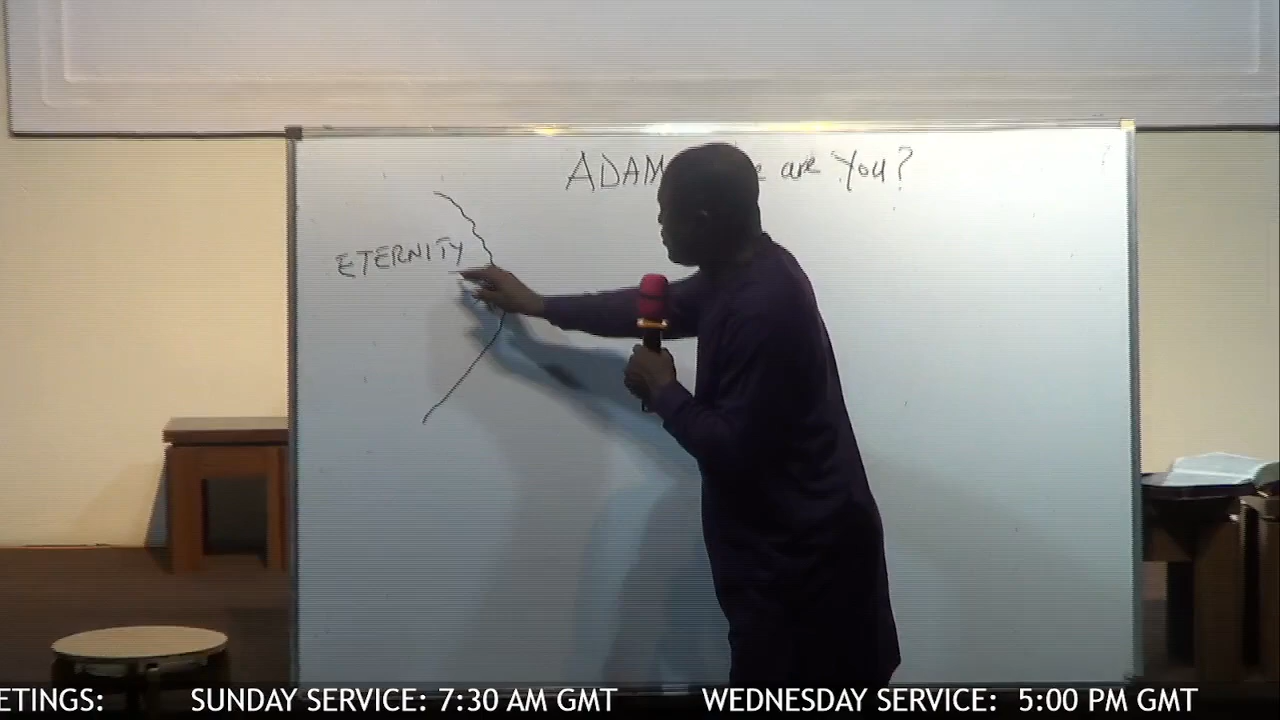 ADAM are You?
ETERNITY
ETINGS: SUNDAY SERVICE: 7:30 AM GMT WEDNESDAY SERVICE: 5:00 PM GMT